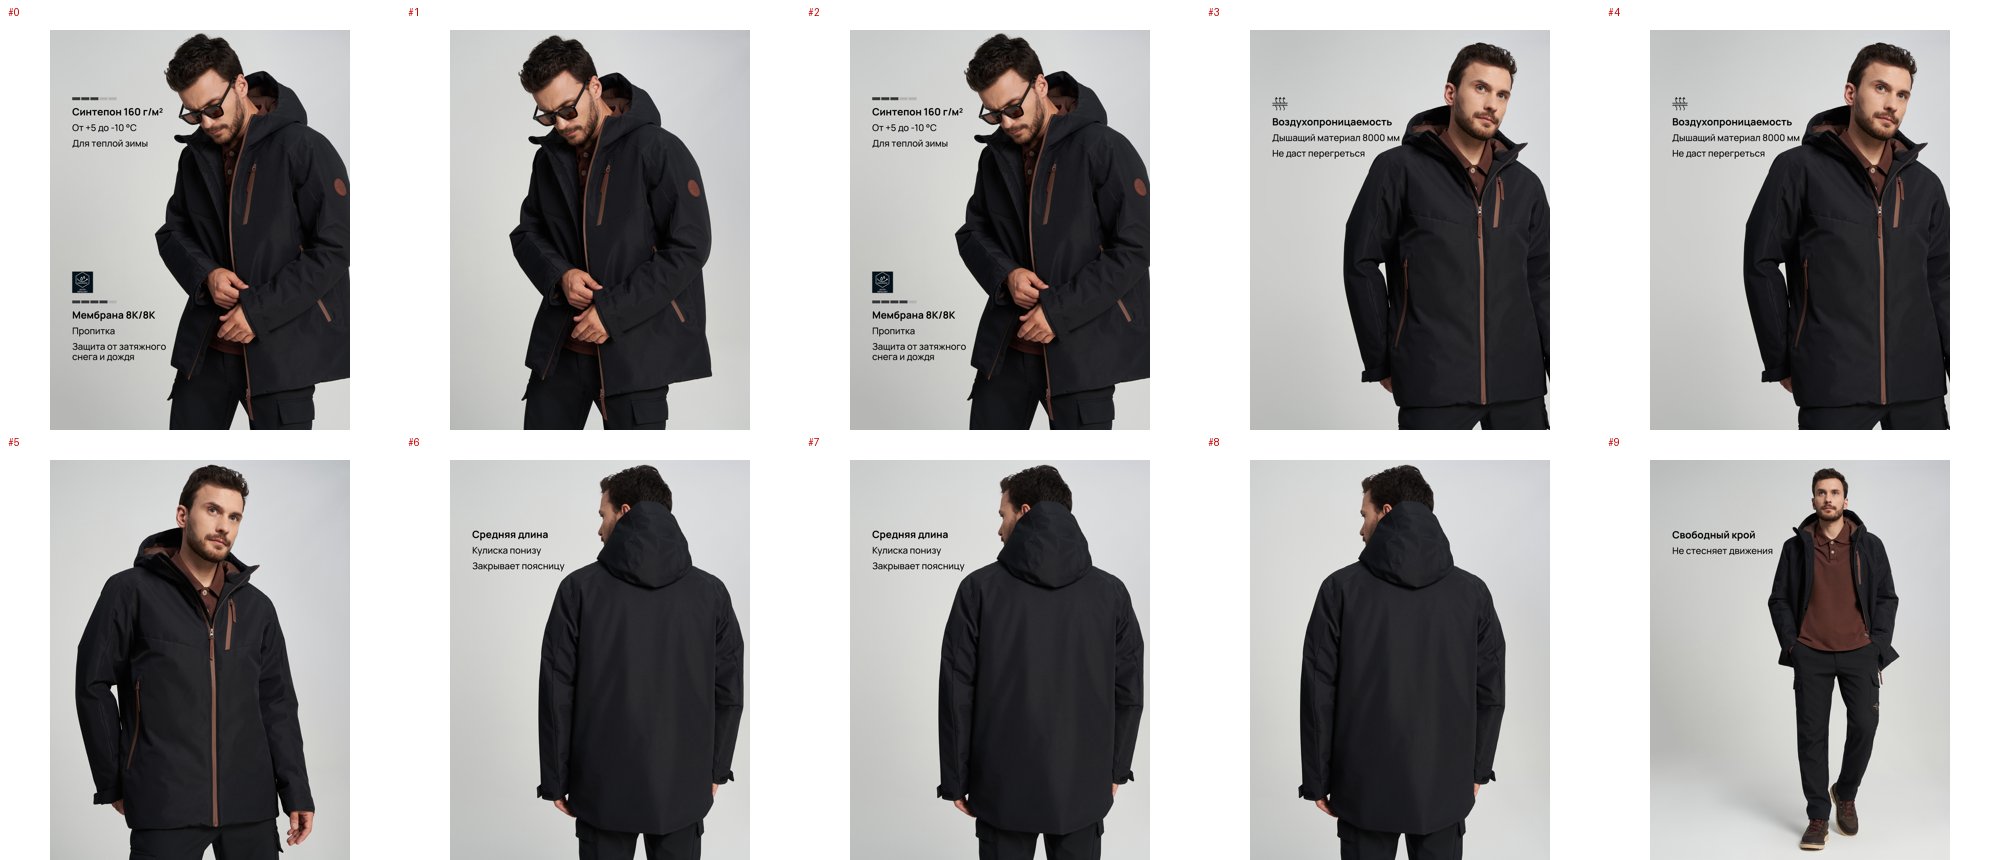 #0
#1
#2
#3
#4
Синтепон 160 г/м²
От +5 до -10 °C
Для теплой зимы
Мембрана 8K/8K
Пропитка
Защита от затяжного
снега и дождя
Синтепон 160 г/м²
От +5 до -10 °C
Для теплой зимы
Мембрана 8K/8K
Пропитка
Защита от затяжного
снега и дождя
Воздухопроницаемость
Дышащий материал 8000 мм
Не даст перегреться
Воздухопроницаемость
Дышащий материал 8000 мм
Не даст перегреться
#5
#6
#7
#8
#9
Средняя длина
Кулиска понизу
Закрывает поясницу
Средняя длина
Кулиска понизу
Закрывает поясницу
Свободный крой
Не стесняет движения